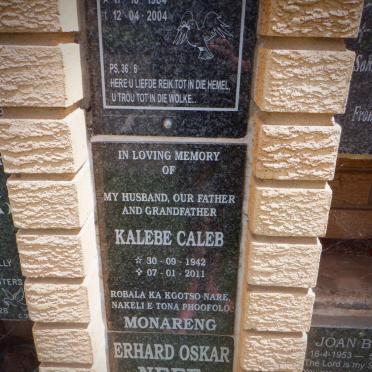 12 - 04 - 2004
PS. 36 : 6
HERE U LIEFDE REIK TOT IN DIE HEMEL,
U TROU TOT IN DIE WOLKE..
IN LOVING MEMORY
OF
MY HUSBAND, OUR FATHER
AND GRANDFATHER
KALEBE CALEB
☆ 30 - 09 - 1942
✞ 07 - 01 - 2011
ROBALA KA KGOTSO NARE,
NAKELI E TONA PHOOFOLO
MONARENG
ERHARD OSKAR
JOAN
16-4-1953 -
The Lord is my